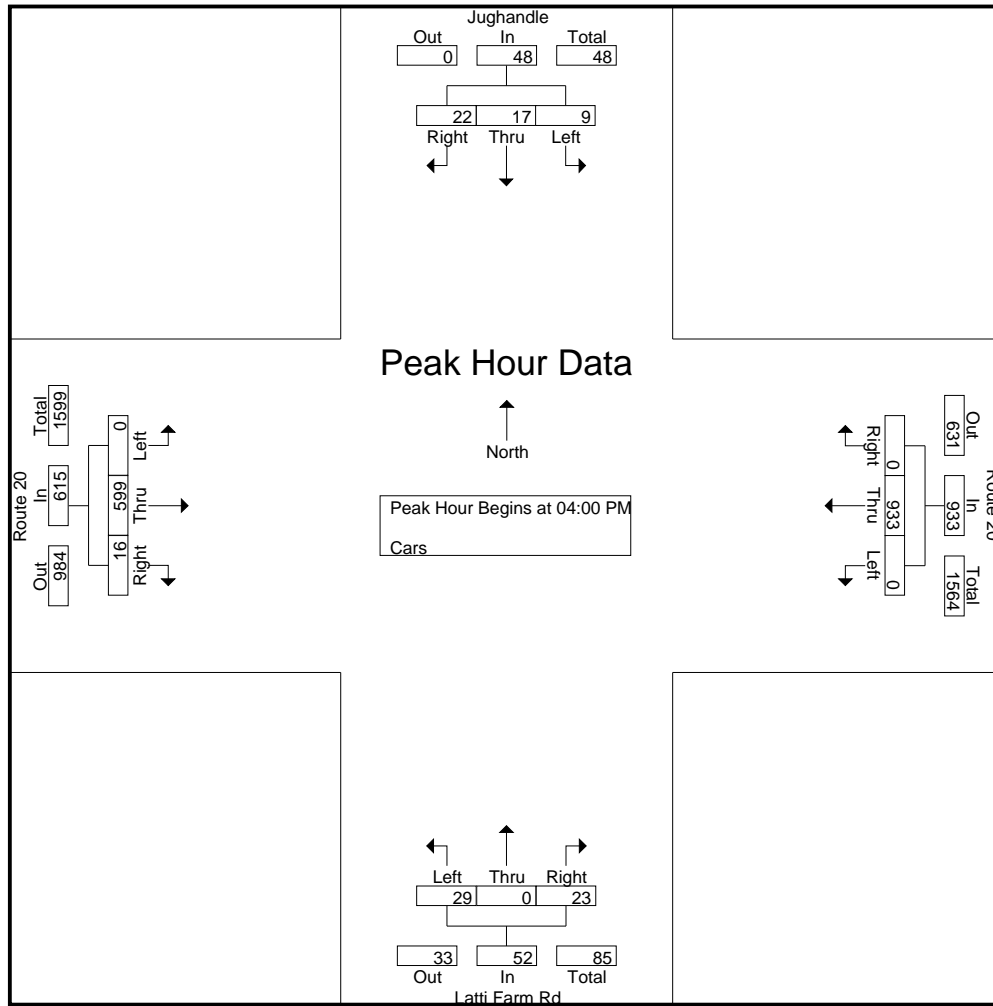 Jughandle
Out In Total
0 48 48
22 17 9
Right Thru Left
Peak Hour Data
North
Peak Hour Begins at 04:00 PM
Cars
Route 20
Total In Out
1599 615 984
0 599 16
Left Thru Right
Route 20
Out In Total
631 933 1564
0 933 0
Right Thru Left
Left Thru Right
29 0 23
33 52 85
Out In Total
Latti Farm Rd